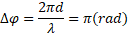 Δφ = 2πd/λ = π(rad)